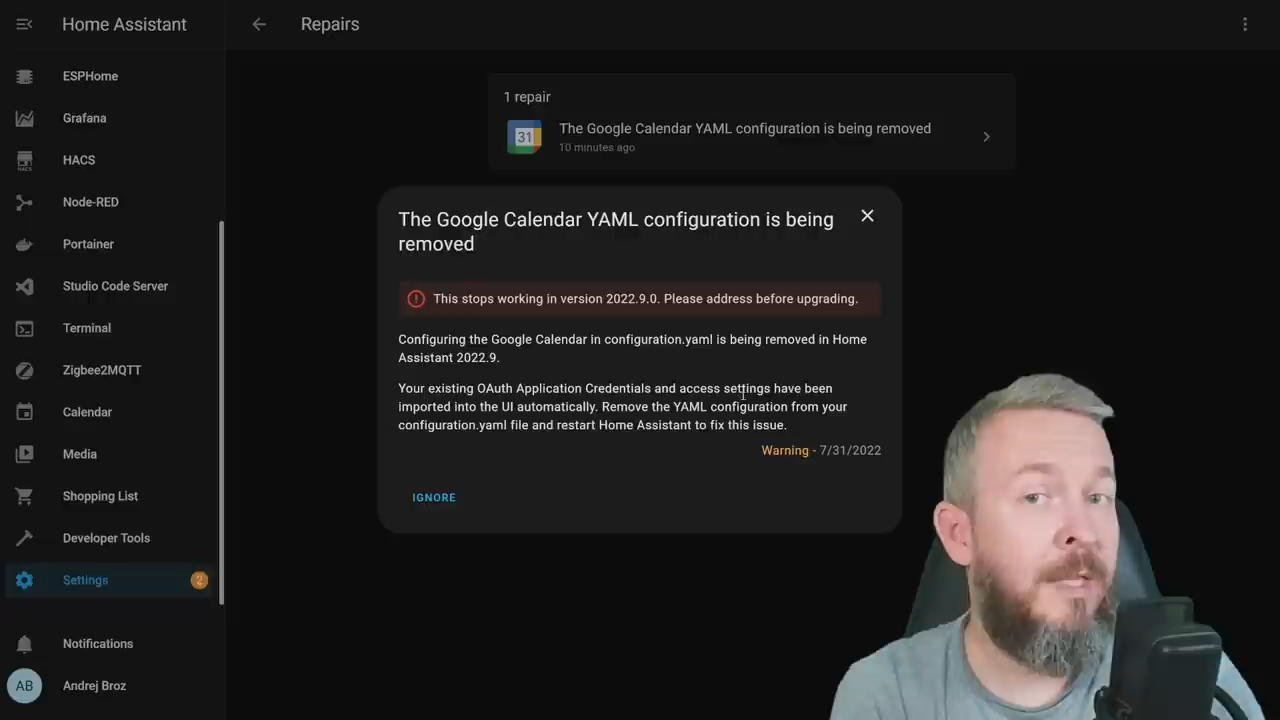 Home Assistant
Repairs
ESPHome
Grafana
HACS
HACS
Node-RED
Portainer
Studio Code Server
Terminal
Zigbee2MQTT
Calendar
Media
Shopping List
Developer Tools
Settings
2
Notifications
AB
Andrej Broz
1 repair
31
The Google Calendar YAML configuration is being removed
10 minutes ago
The Google Calendar YAML configuration is being
removed
This stops working in version 2022.9.0. Please address before upgrading.
Configuring the Google Calendar in configuration.yaml is being removed in Home
Assistant 2022.9.
Your existing OAuth Application Credentials and access settings have been
imported into the UI automatically. Remove the YAML configuration from your
configuration.yaml file and restart Home Assistant to fix this issue.
Warning - 7/31/2022
IGNORE